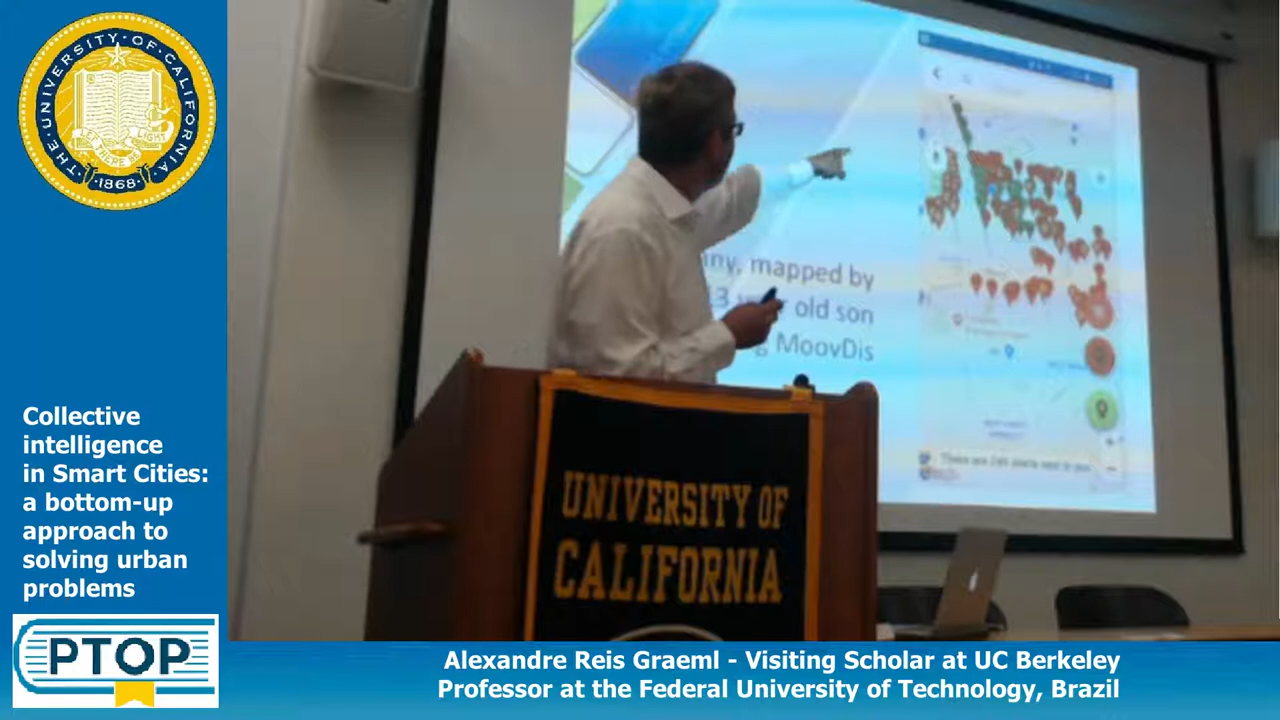 THE UNIVERSITY OF CALIFORNIA
LET THERE BE LIGHT
1868
Collective
intelligence
in Smart Cities:
a bottom-up
approach to
solving urban
problems
PTOP
mapped by
old son
MoovDis
UNIVERSITY OF
CALIFORNIA
Alexandre Reis Graeml - Visiting Scholar at UC Berkeley
Professor at the Federal University of Technology, Brazil